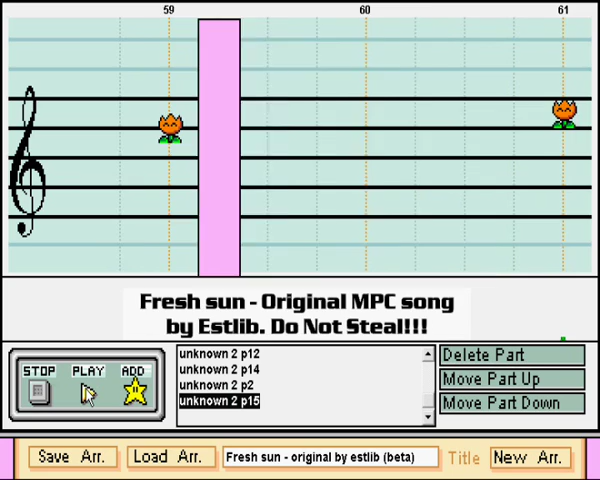 59 60 61
Fresh sun - Original MPC song
by Estlib. Do Not Steal!!!
STOP PLAY ADD
unknown 2 p12
unknown 2 p14
unknown 2 p2
unknown 2 p15
Delete Part
Move Part Up
Move Part Down
Save Arr. Load Arr. Fresh sun - original by estlib (beta) Title New Arr.